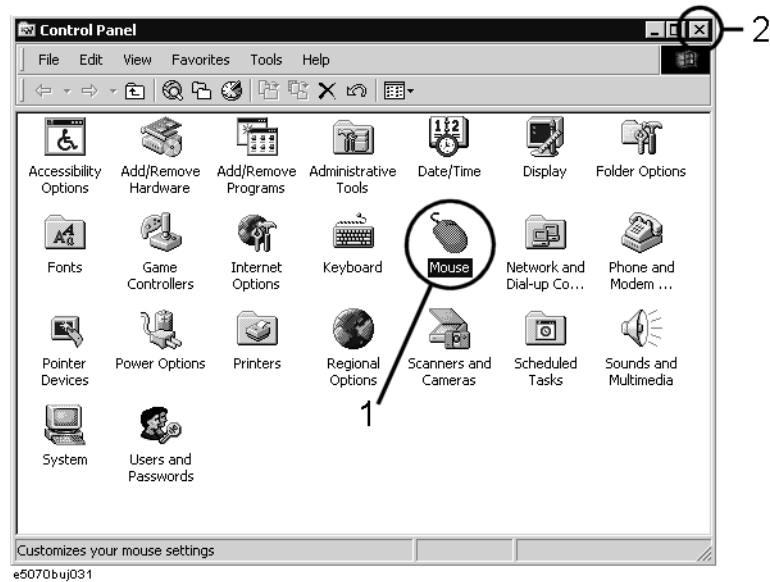 Control Panel
2
File Edit View Favorites Tools Help
Accessibility Options
Add/Remove Hardware
Add/Remove Programs
Administrative Tools
Date/Time
Display
Folder Options
Fonts
Game Controllers
Internet Options
Keyboard
Mouse
Network and Dial-up Co...
Phone and Modem ...
Pointer Devices
Power Options
Printers
Regional Options
Scanners and Cameras
Scheduled Tasks
Sounds and Multimedia
1
System
Users and Passwords
Customizes your mouse settings
e5070buj031